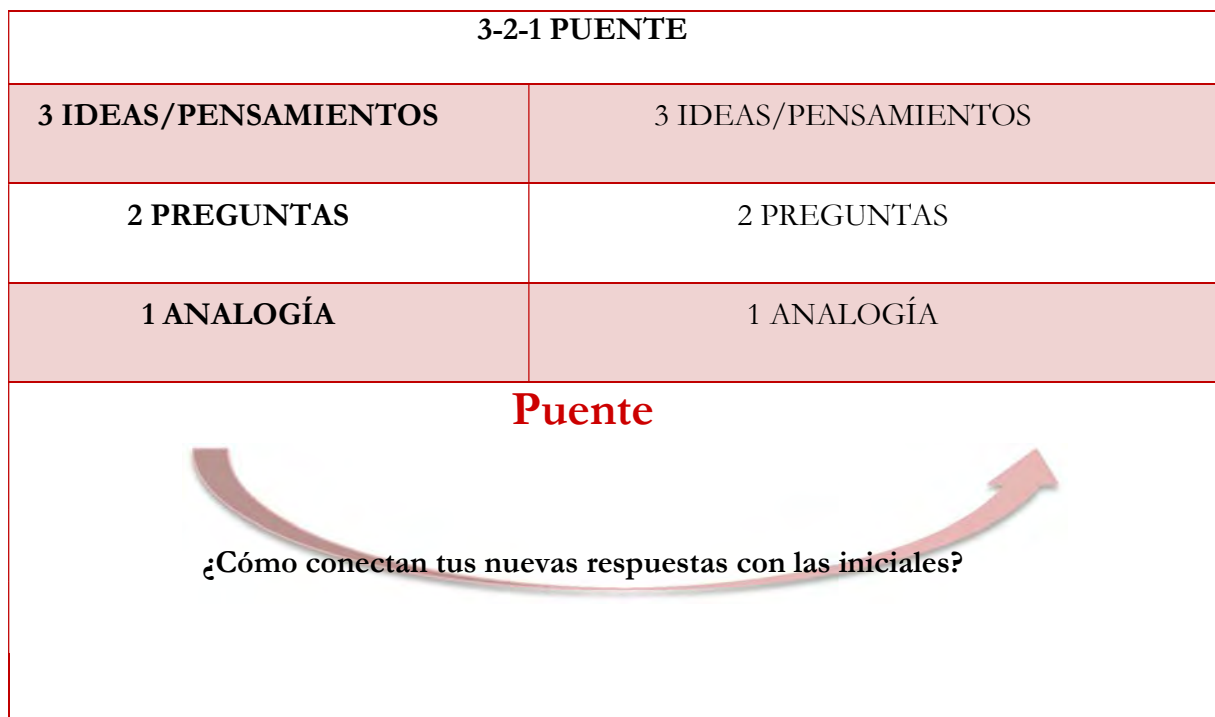 3-2-1 PUENTE
3 IDEAS/PENSAMIENTOS
3 IDEAS/PENSAMIENTOS
2 PREGUNTAS
2 PREGUNTAS
1 ANALOGÍA
1 ANALOGÍA
Puente
¿Cómo conectan tus nuevas respuestas con las iniciales?